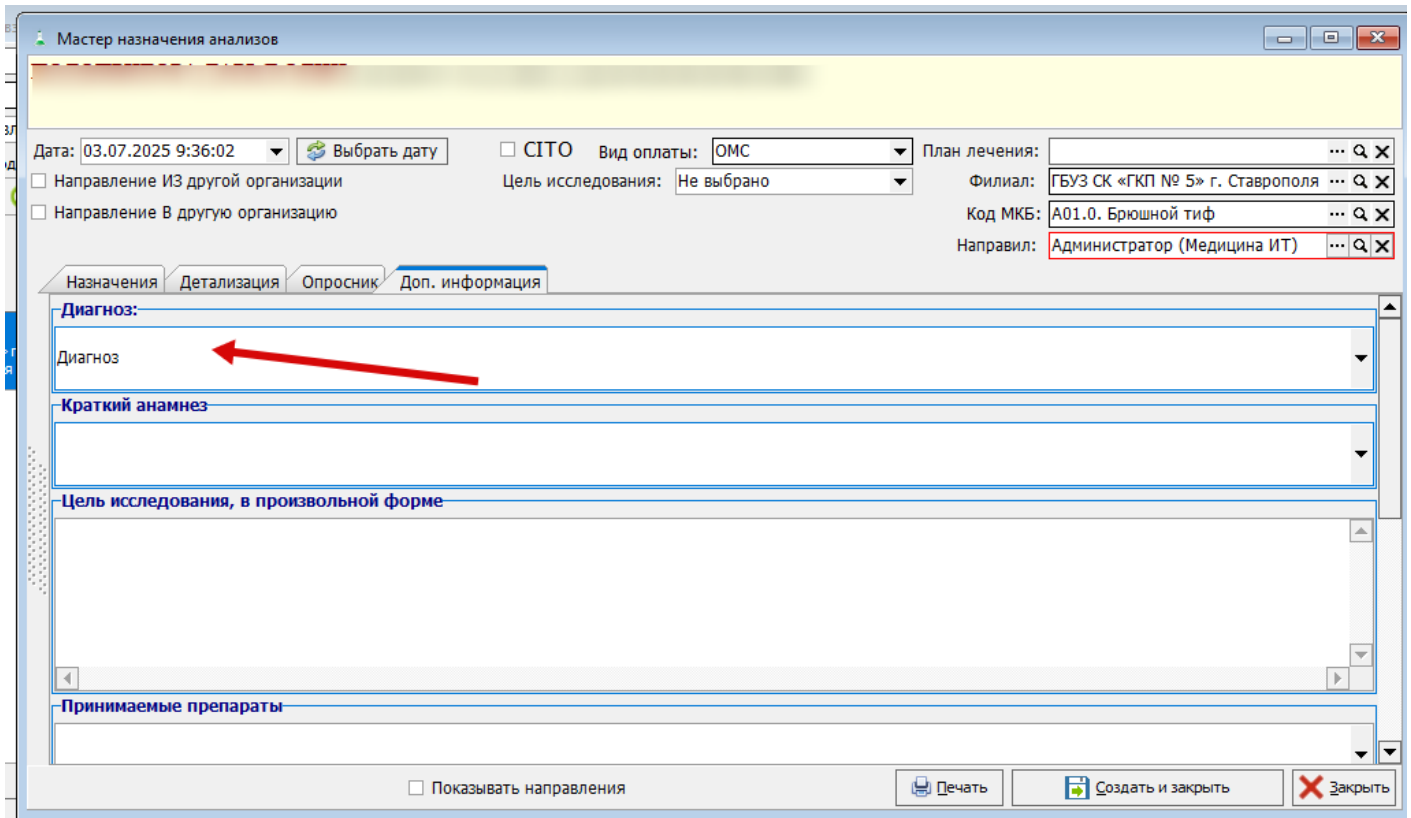 Мастер назначения анализов
Дата: 03.07.2025 9:36:02 Выбрать дату CITO Вид оплаты: ОМС План лечения:
Направление ИЗ другой организации Цель исследования: Не выбрано Филиал: ГБУЗ СК «ГКП № 5» г. Ставрополя
Направление В другую организацию Код МКБ: A01.0. Брюшной тиф
Направил: Администратор (Медицина ИТ)
Назначения Детализация Опросник Доп. информация
Диагноз:
Диагноз
Краткий анамнез
Цель исследования, в произвольной форме
Принимаемые препараты
Показывать направления Печать Создать и закрыть Закрыть